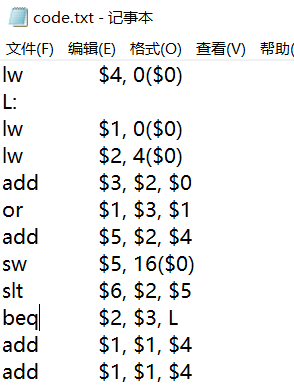 code.txt - 记事本
文件(F) 编辑(E) 格式(O) 查看(V) 帮助(
lw $4, 0($0)
L:
lw $1, 0($0)
lw $2, 4($0)
add $3, $2, $0
or $1, $3, $1
add $5, $2, $4
sw $5, 16($0)
slt $6, $2, $5
beq $2, $3, L
add $1, $1, $4
add $1, $1, $4